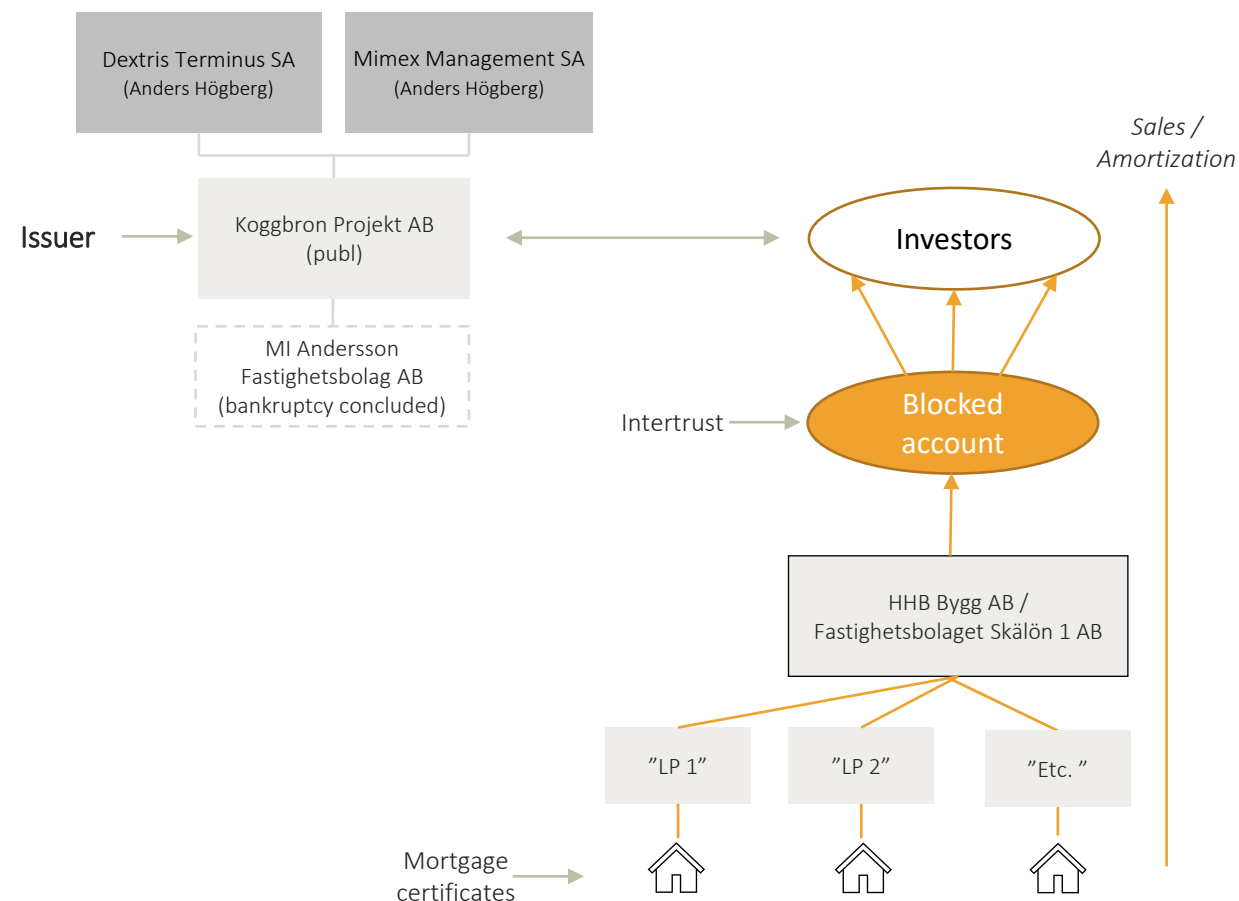 Dextris Terminus SA
(Anders Högberg)
Mimex Management SA
(Anders Högberg)
Sales /
Amortization
Issuer
Koggbron Projekt AB
(publ)
Investors
MI Andersson
Fastighetsbolag AB
(bankruptcy concluded)
Intertrust
Blocked
account
HHB Bygg AB /
Fastighetsbolaget Skälön 1 AB
”LP 1”
”LP 2”
”Etc. ”
Mortgage
certificates